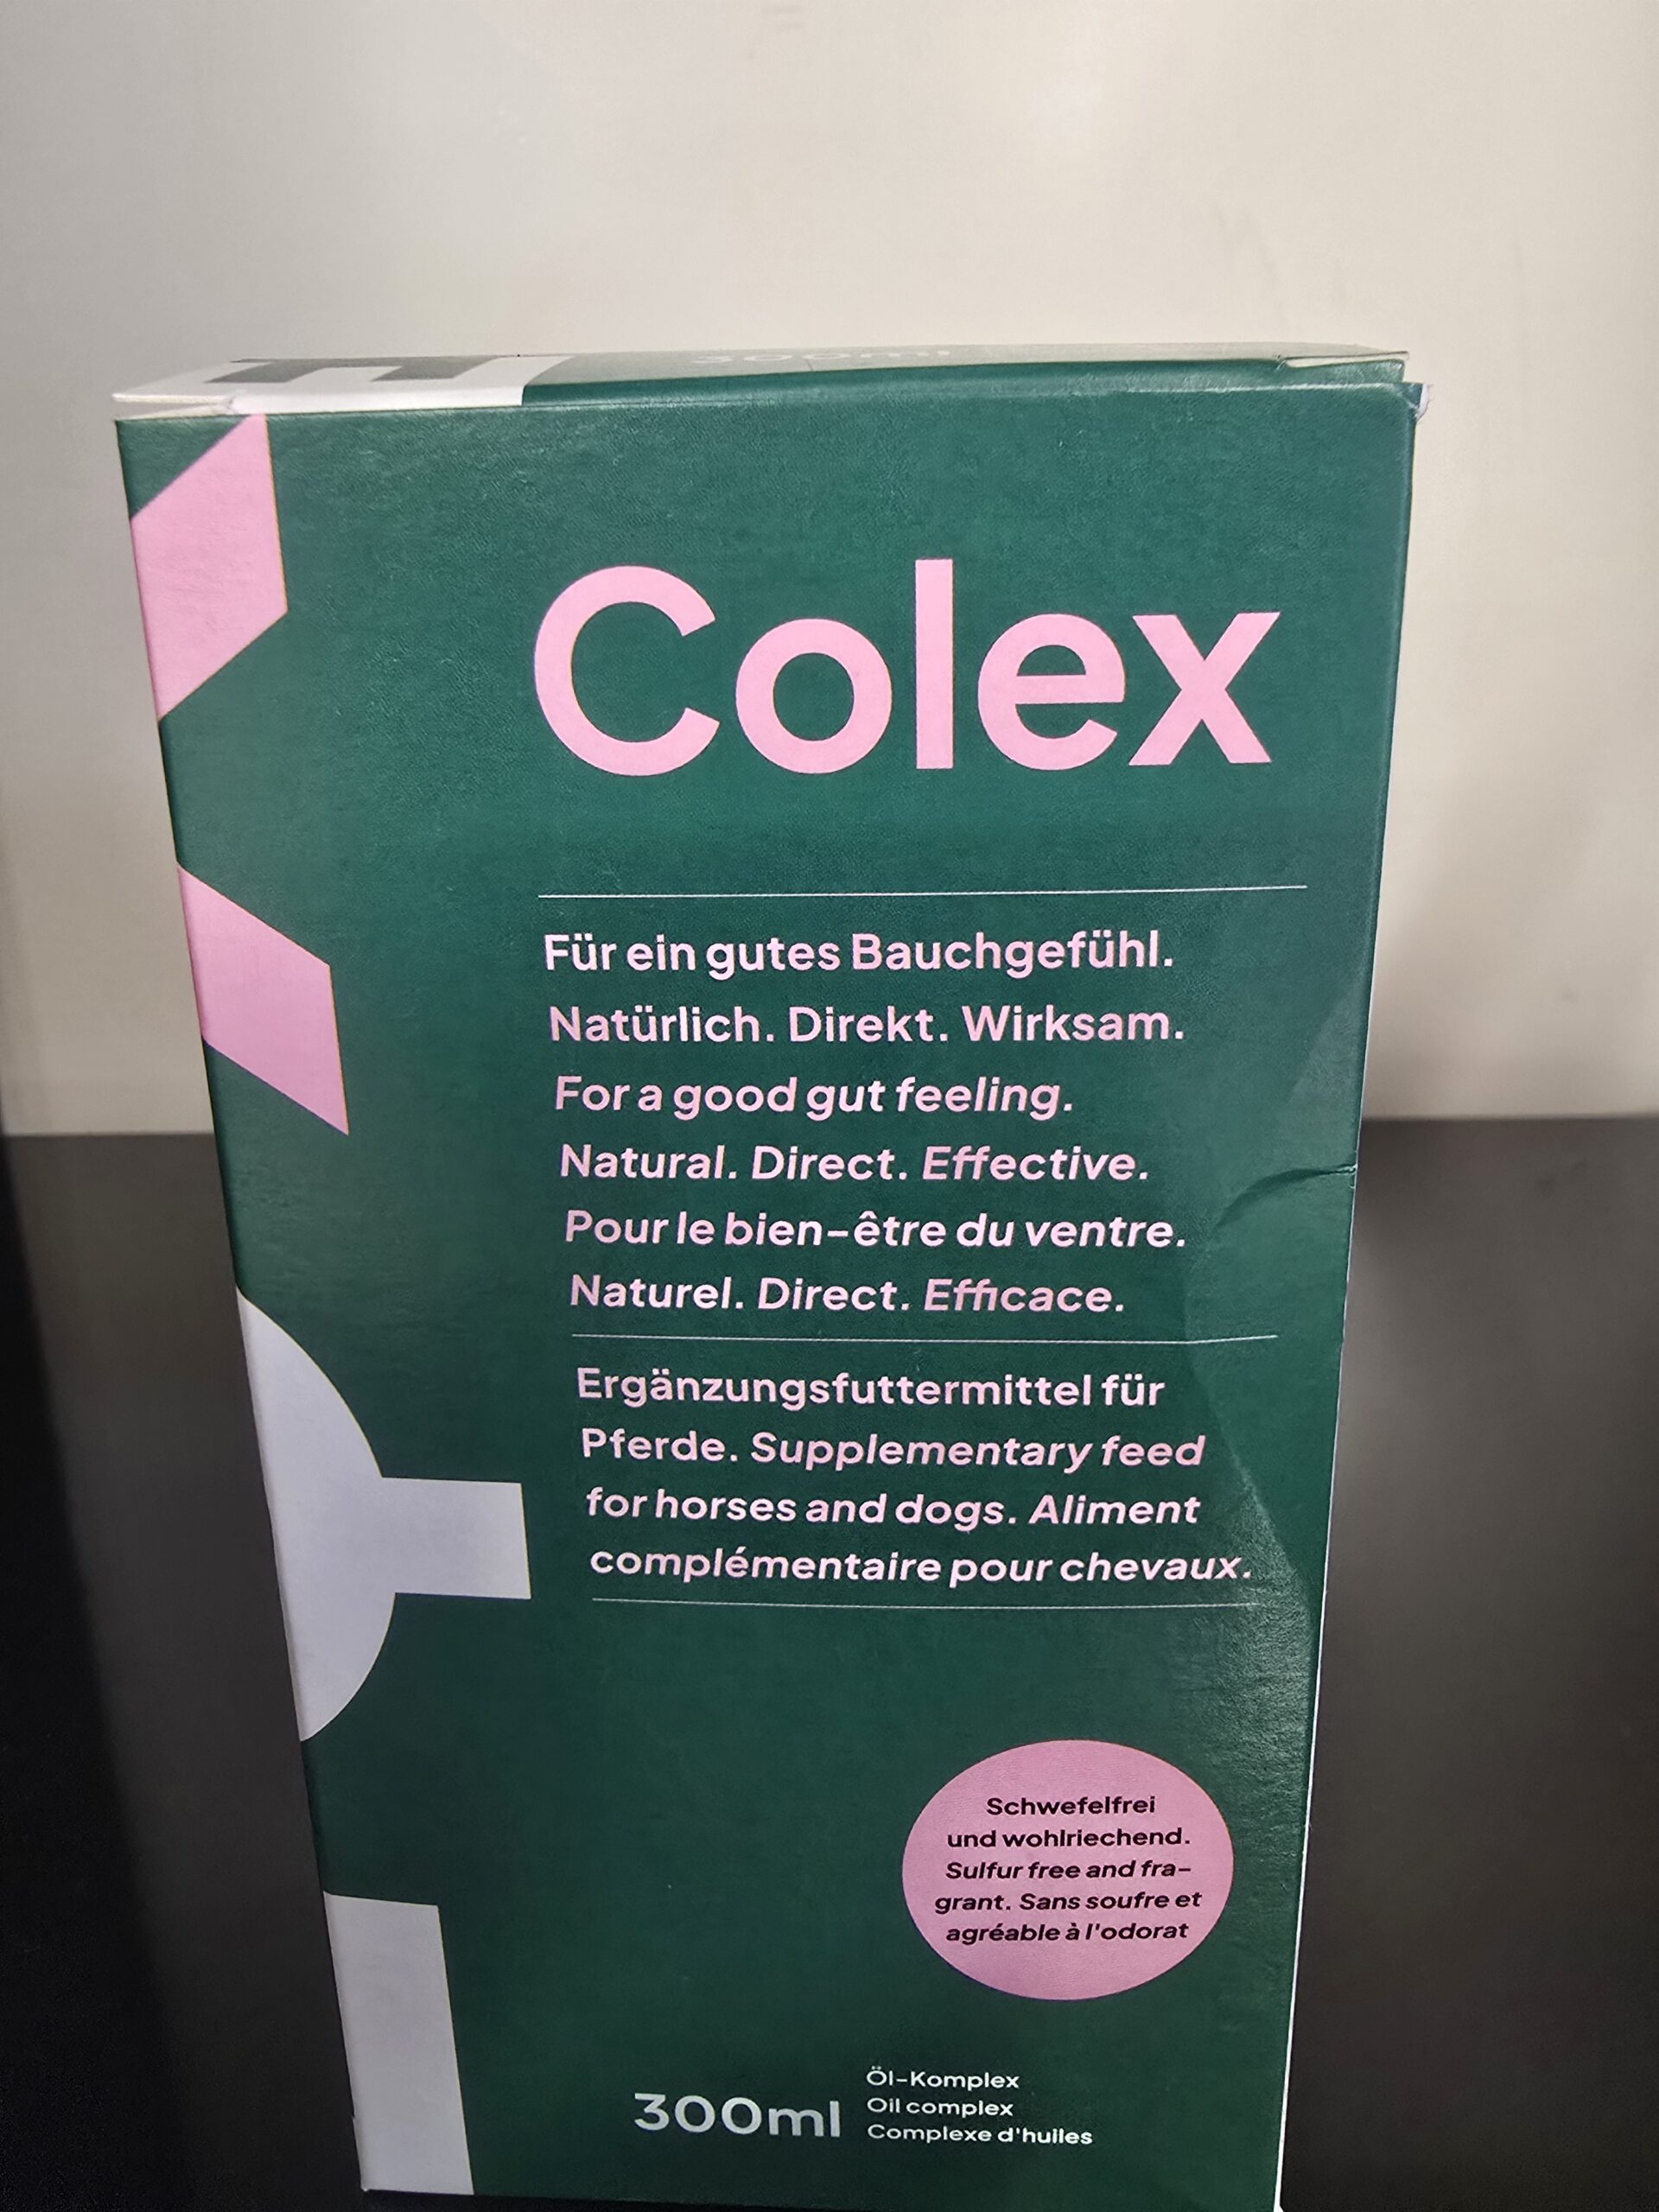 300ml
Colex
Für ein gutes Bauchgefühl.
Natürlich. Direkt. Wirksam.
For a good gut feeling.
Natural. Direct. Effective.
Pour le bien-être du ventre.
Naturel. Direct. Efficace.
Ergänzungsfuttermittel für
Pferde. Supplementary feed
for horses and dogs. Aliment
complémentaire pour chevaux.
Schwefelfrei
und wohlriechend.
Sulfur free and fra-
grant. Sans soufre et
agréable à l'odorat
300ml
Öl-Komplex
Oil complex
Complexe d'huiles